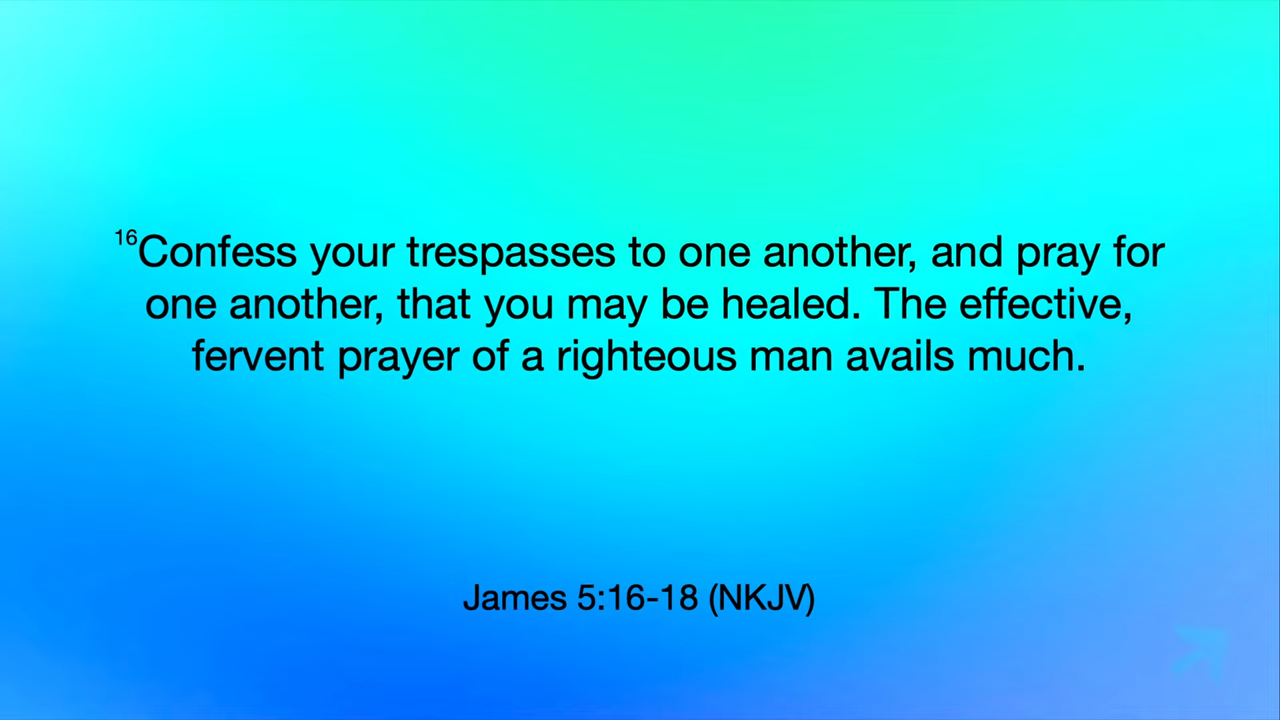 16Confess your trespasses to one another, and pray for
one another, that you may be healed. The effective,
fervent prayer of a righteous man avails much.
James 5:16-18 (NKJV)